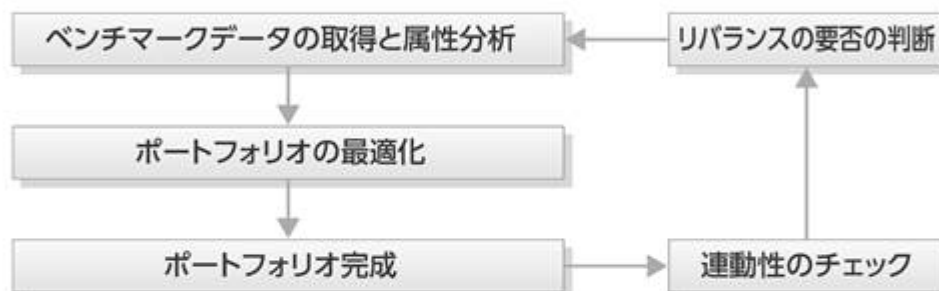 ベンチマークデータの取得と属性分析
リバランスの要否の判断
ポートフォリオの最適化
ポートフォリオ完成
連動性のチェック